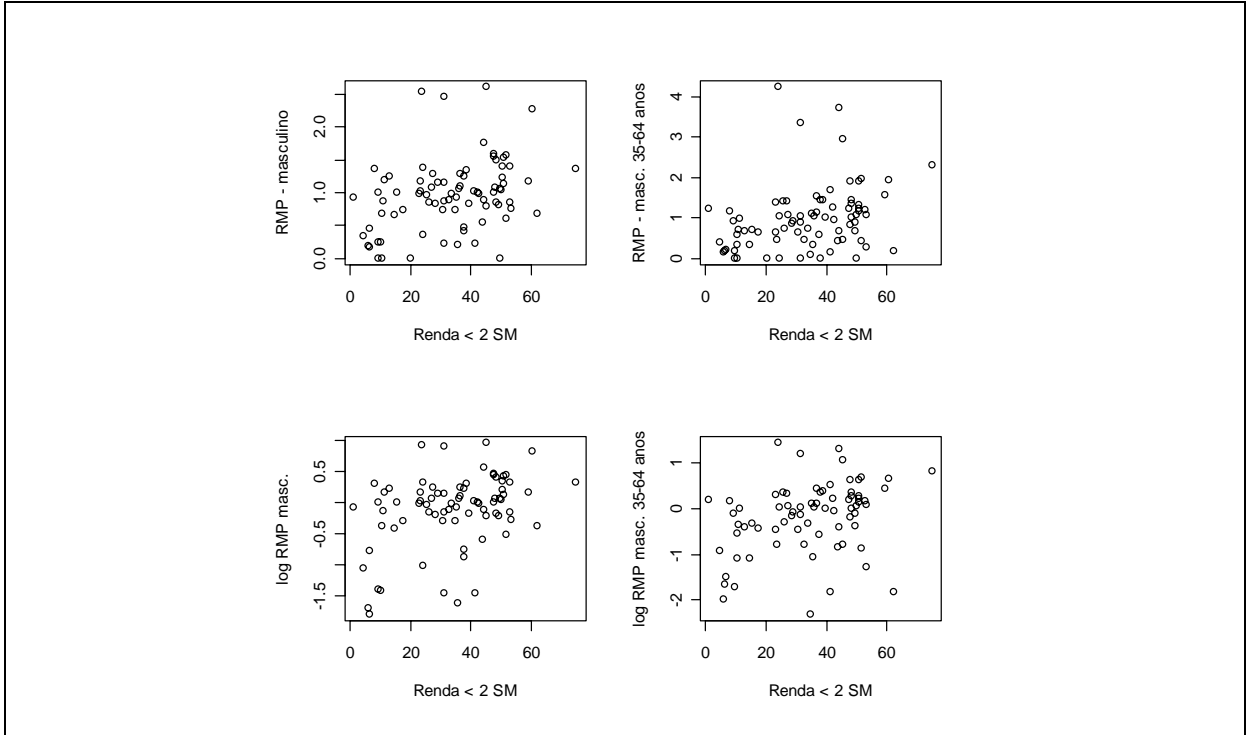 RMP - masculino
0.0 1.0 2.0
0 20 40 60
Renda < 2 SM
RMP - masc. 35-64 anos
0 1 2 3 4
0 20 40 60
Renda < 2 SM
log RMP masc.
-1.5 -0.5 0.5
0 20 40 60
Renda < 2 SM
log RMP masc. 35-64 anos
-2 -1 0 1
0 20 40 60
Renda < 2 SM